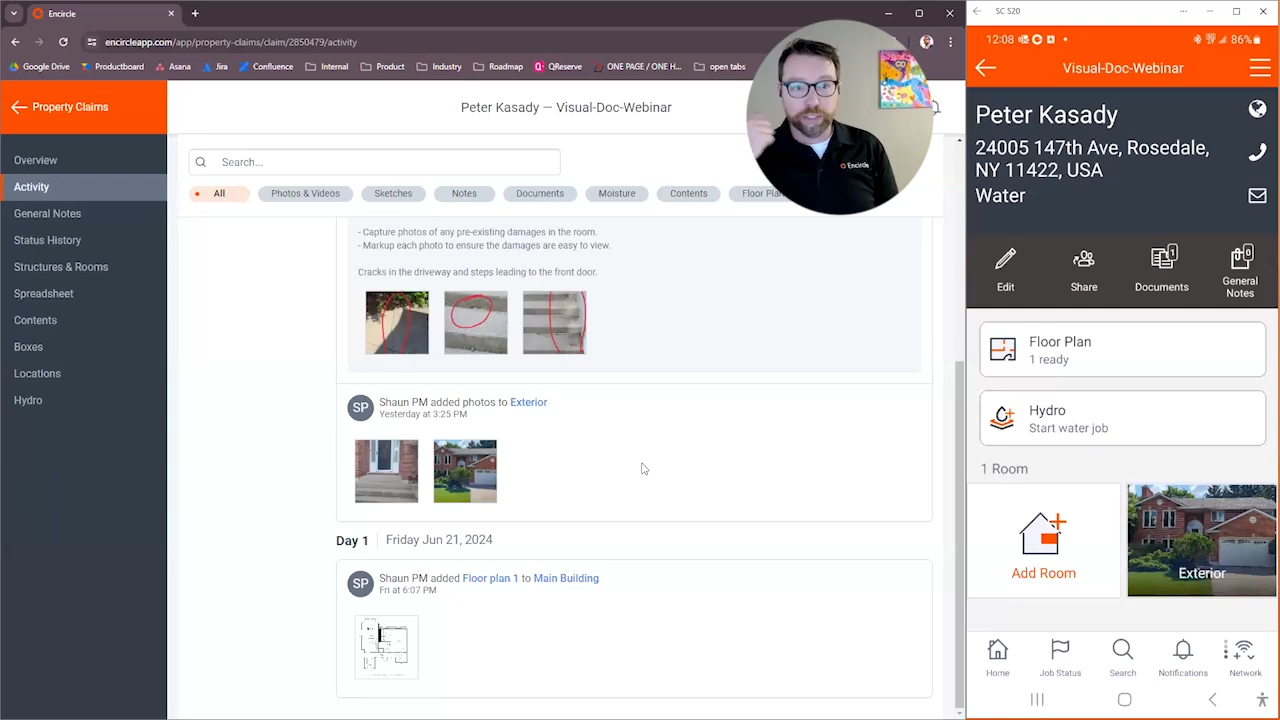 Encircle
encircleapp.com/app/property-claims/claim/2850479/activity
Google Drive
Productboard
Asana
Jira
Confluence
Internal
Product
Industry
Roadmap
QReserve
ONE PAGE / ONE H...
open tabs
Property Claims
Peter Kasady — Visual-Doc-Webinar
Overview
Activity
General Notes
Status History
Structures & Rooms
Spreadsheet
Contents
Boxes
Locations
Hydro
Search...
All
Photos & Videos
Sketches
Notes
Documents
Moisture
Contents
Floor Plan
- Capture photos of any pre-existing damages in the room.
- Markup each photo to ensure the damages are easy to view.
Cracks in the driveway and steps leading to the front door.
SP
Shaun PM added photos to Exterior
Yesterday at 3:25 PM
Day 1
Friday Jun 21, 2024
SP
Shaun PM added Floor plan 1 to Main Building
Fri at 6:07 PM
Encircle
SC S20
12:08
86%
Visual-Doc-Webinar
Peter Kasady
24005 147th Ave, Rosedale,
NY 11422, USA
Water
Edit
Share
1
Documents
0
General
Notes
Floor Plan
1 ready
Hydro
Start water job
1 Room
Add Room
Exterior
Home
Job Status
Search
Notifications
Network